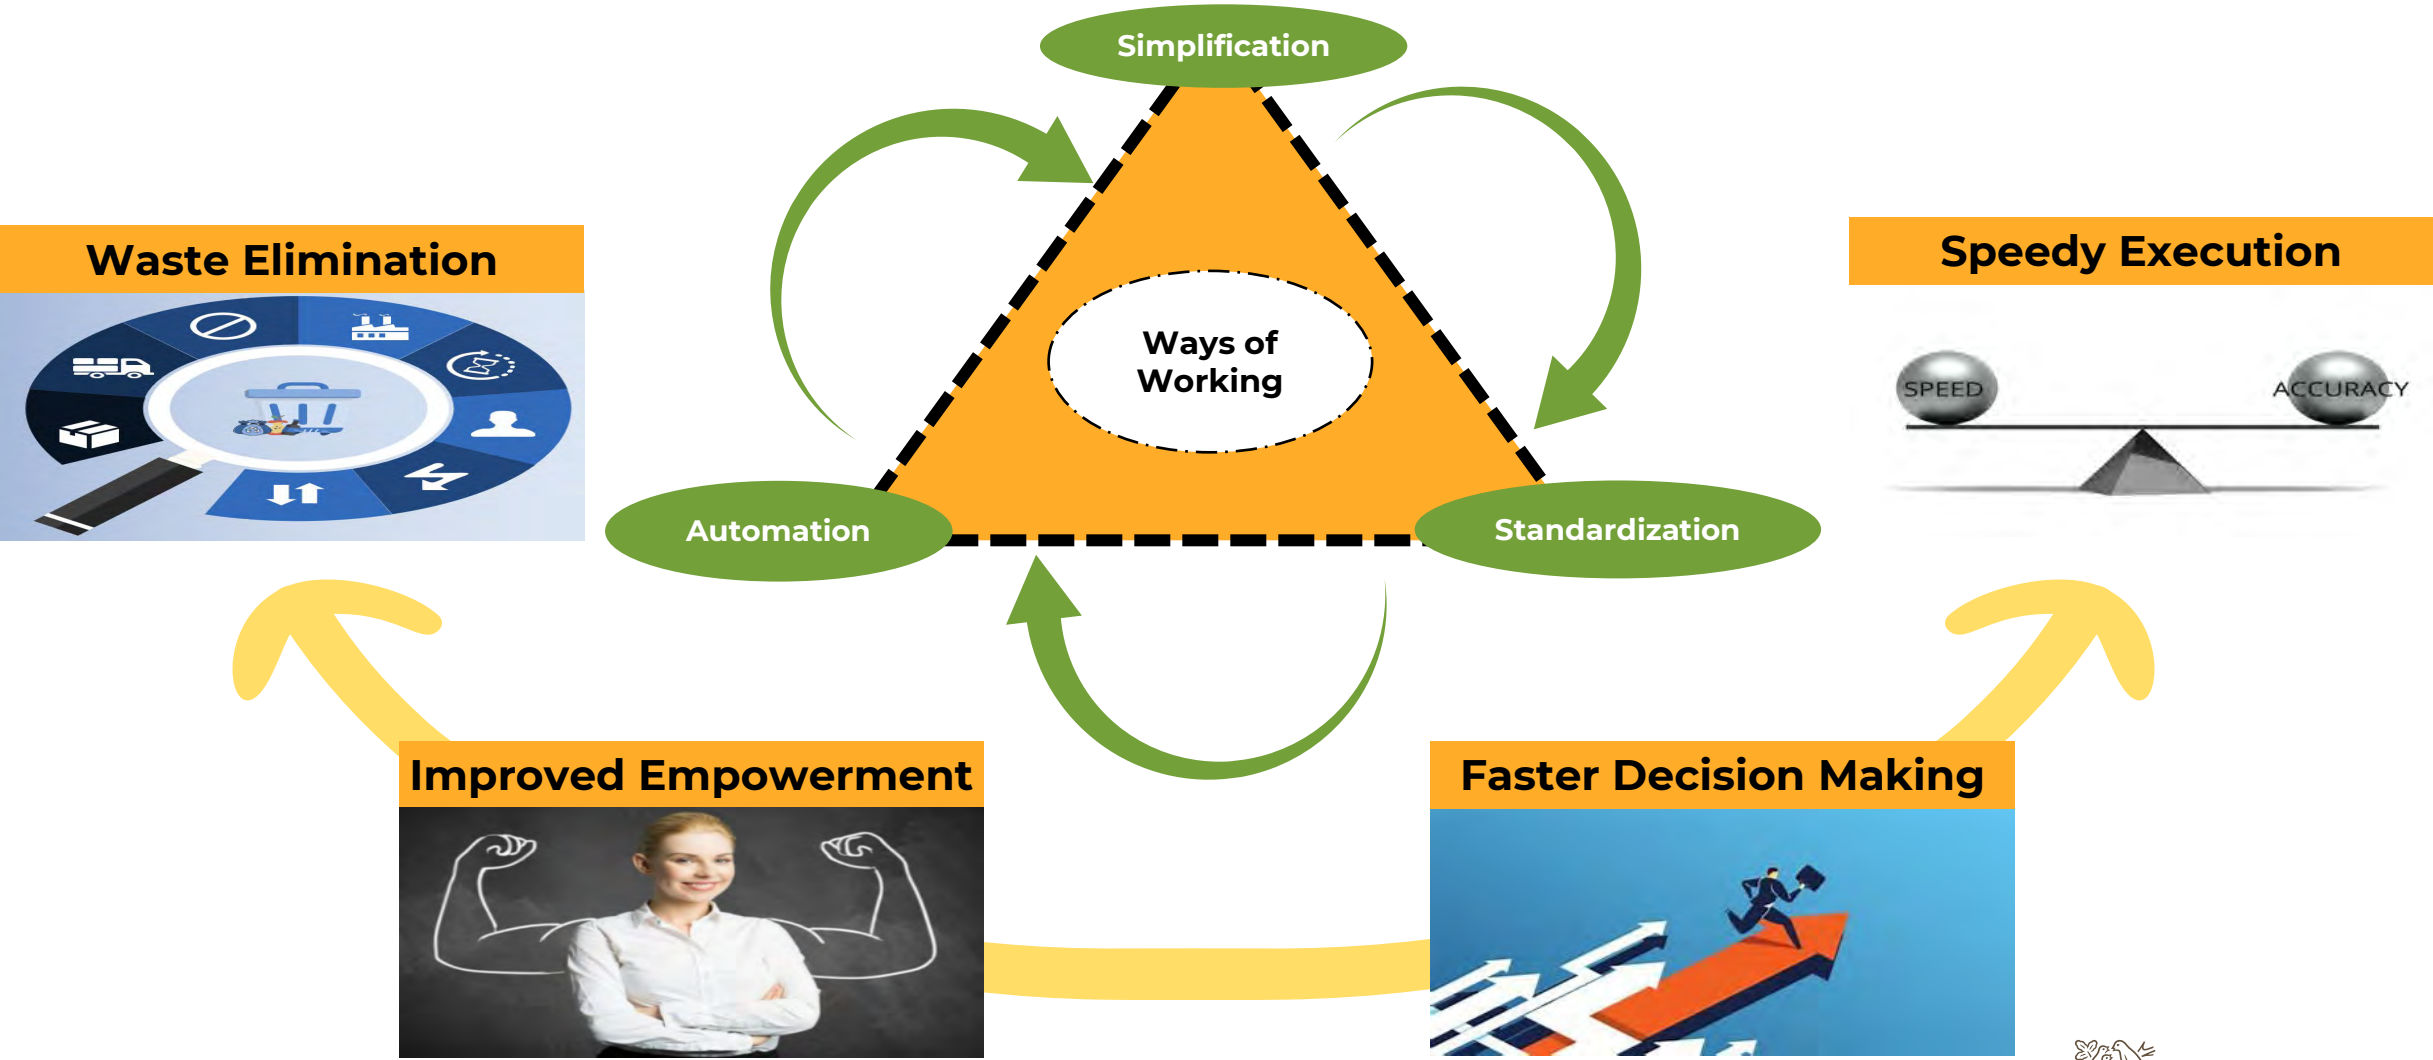 Simplification
Waste Elimination
Speedy Execution
Ways of
Working
SPEED
ACCURACY
Automation
Standardization
Improved Empowerment
Faster Decision Making